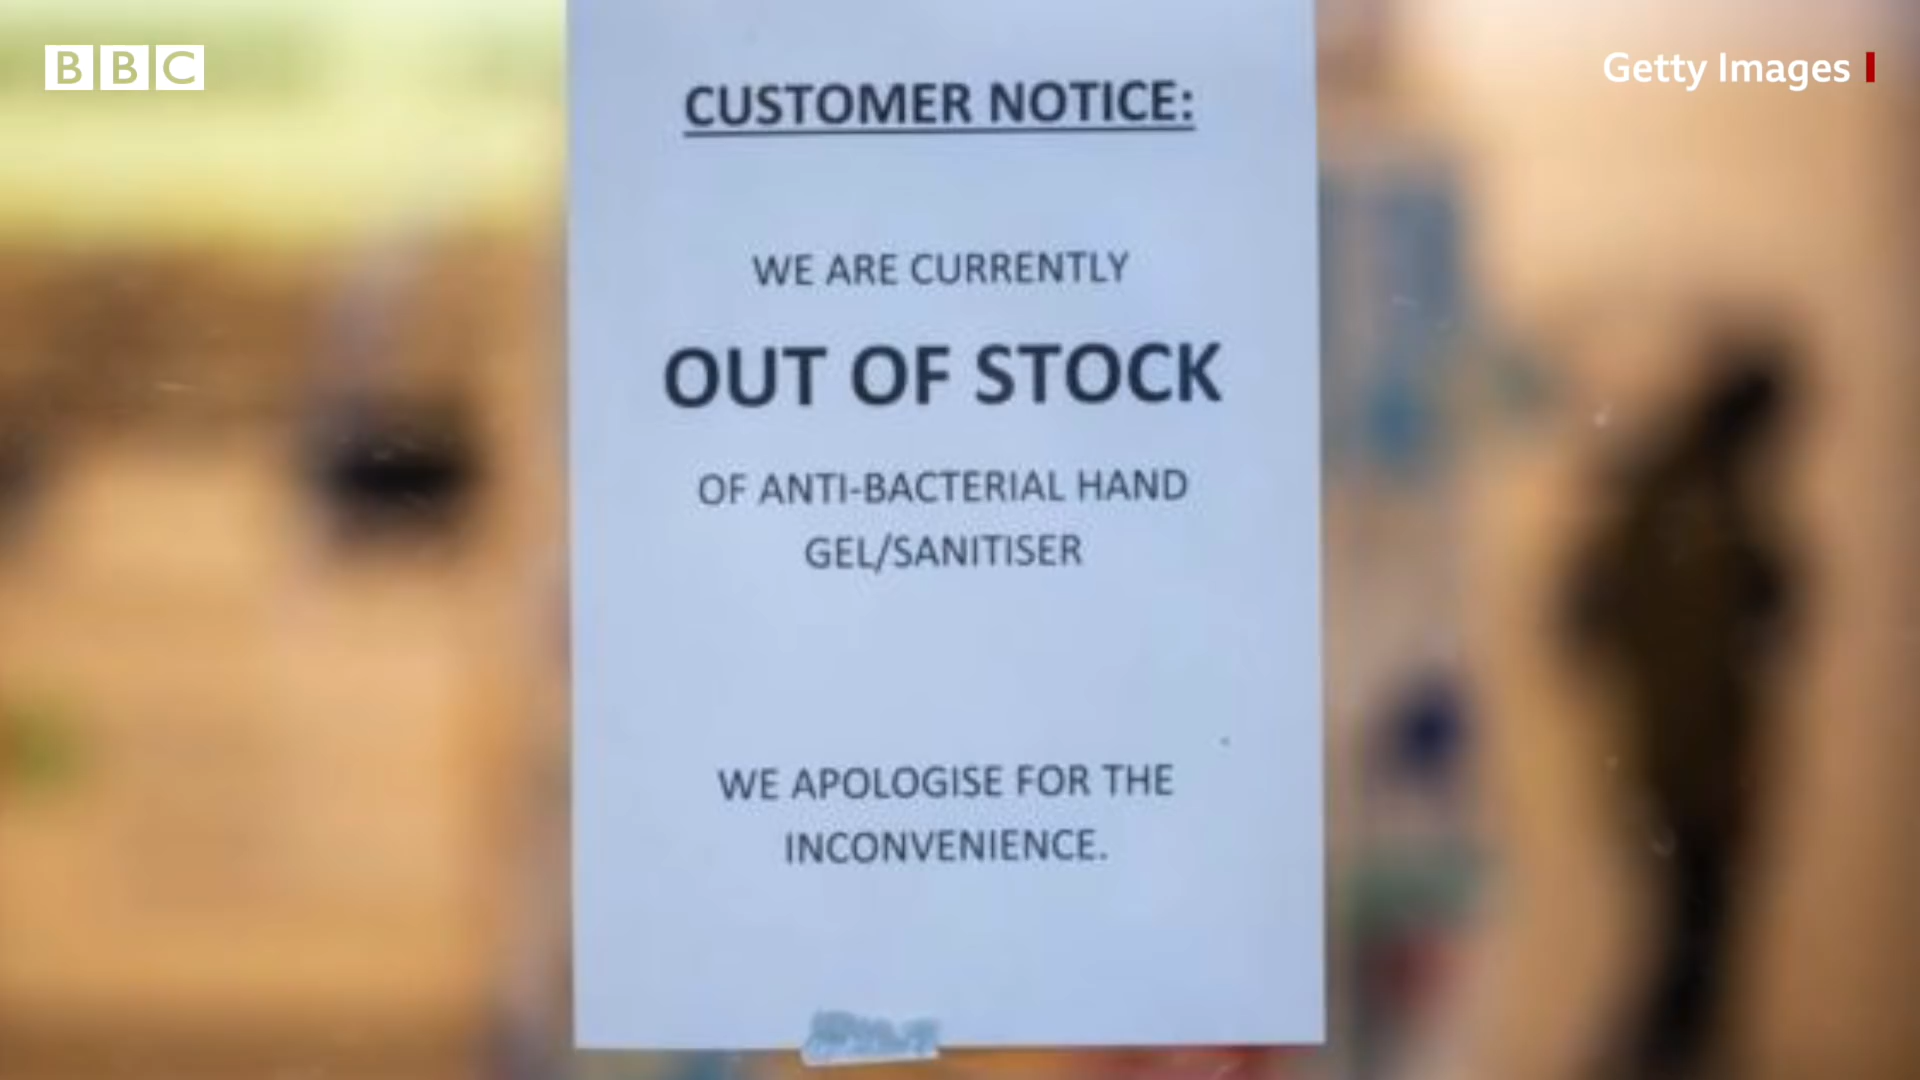 BBC
Getty Images
CUSTOMER NOTICE:
WE ARE CURRENTLY
OUT OF STOCK
OF ANTI-BACTERIAL HAND
GEL/SANITISER
WE APOLOGISE FOR THE
INCONVENIENCE.